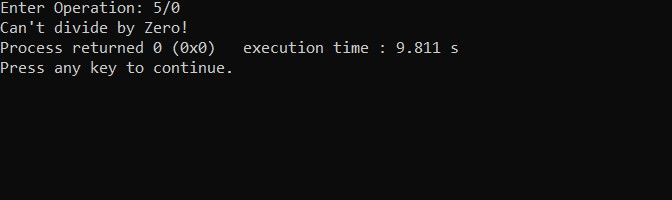 Enter Operation: 5/0
Can't divide by Zero!
Process returned 0 (0x0)   execution time : 9.811 s
Press any key to continue.